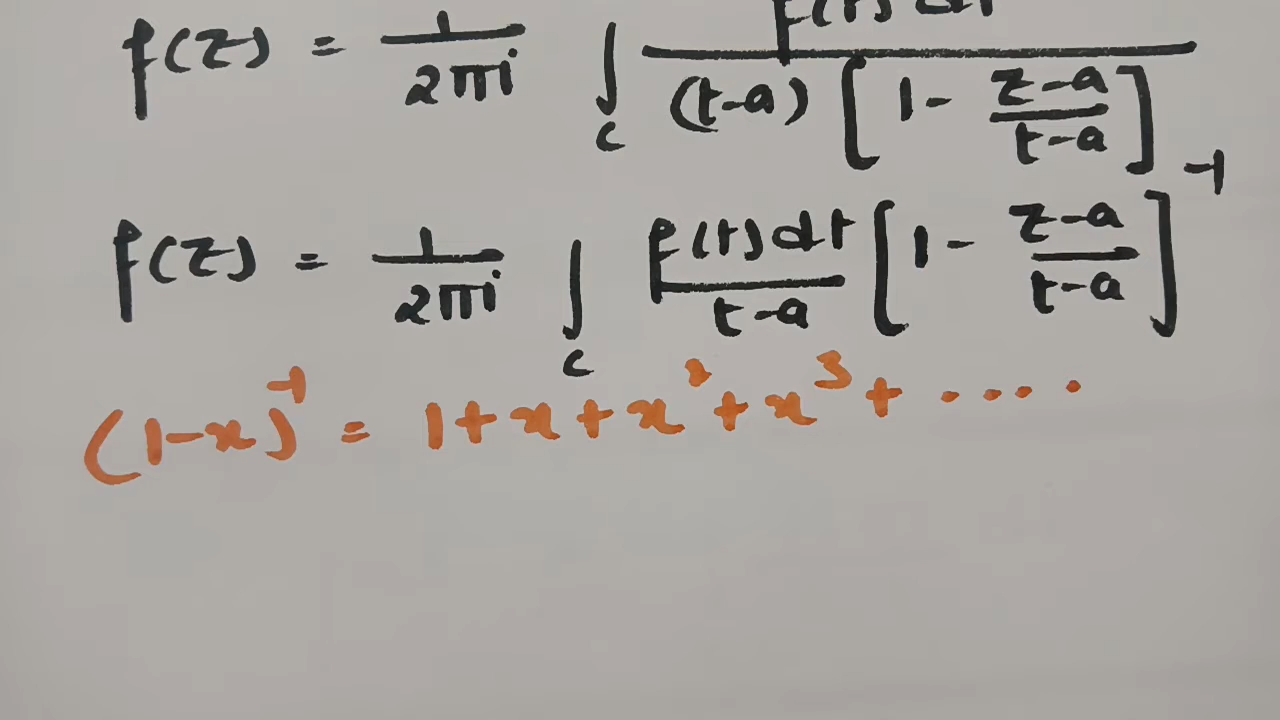 f(z) = 1/2πi ∫_c f(t) dt / (t-a) [1 - z-a/t-a]
f(z) = 1/2πi ∫_c f(t) dt / t-a [1 - z-a/t-a]^-1
(1-x)^-1 = 1 + x + x^2 + x^3 + .....